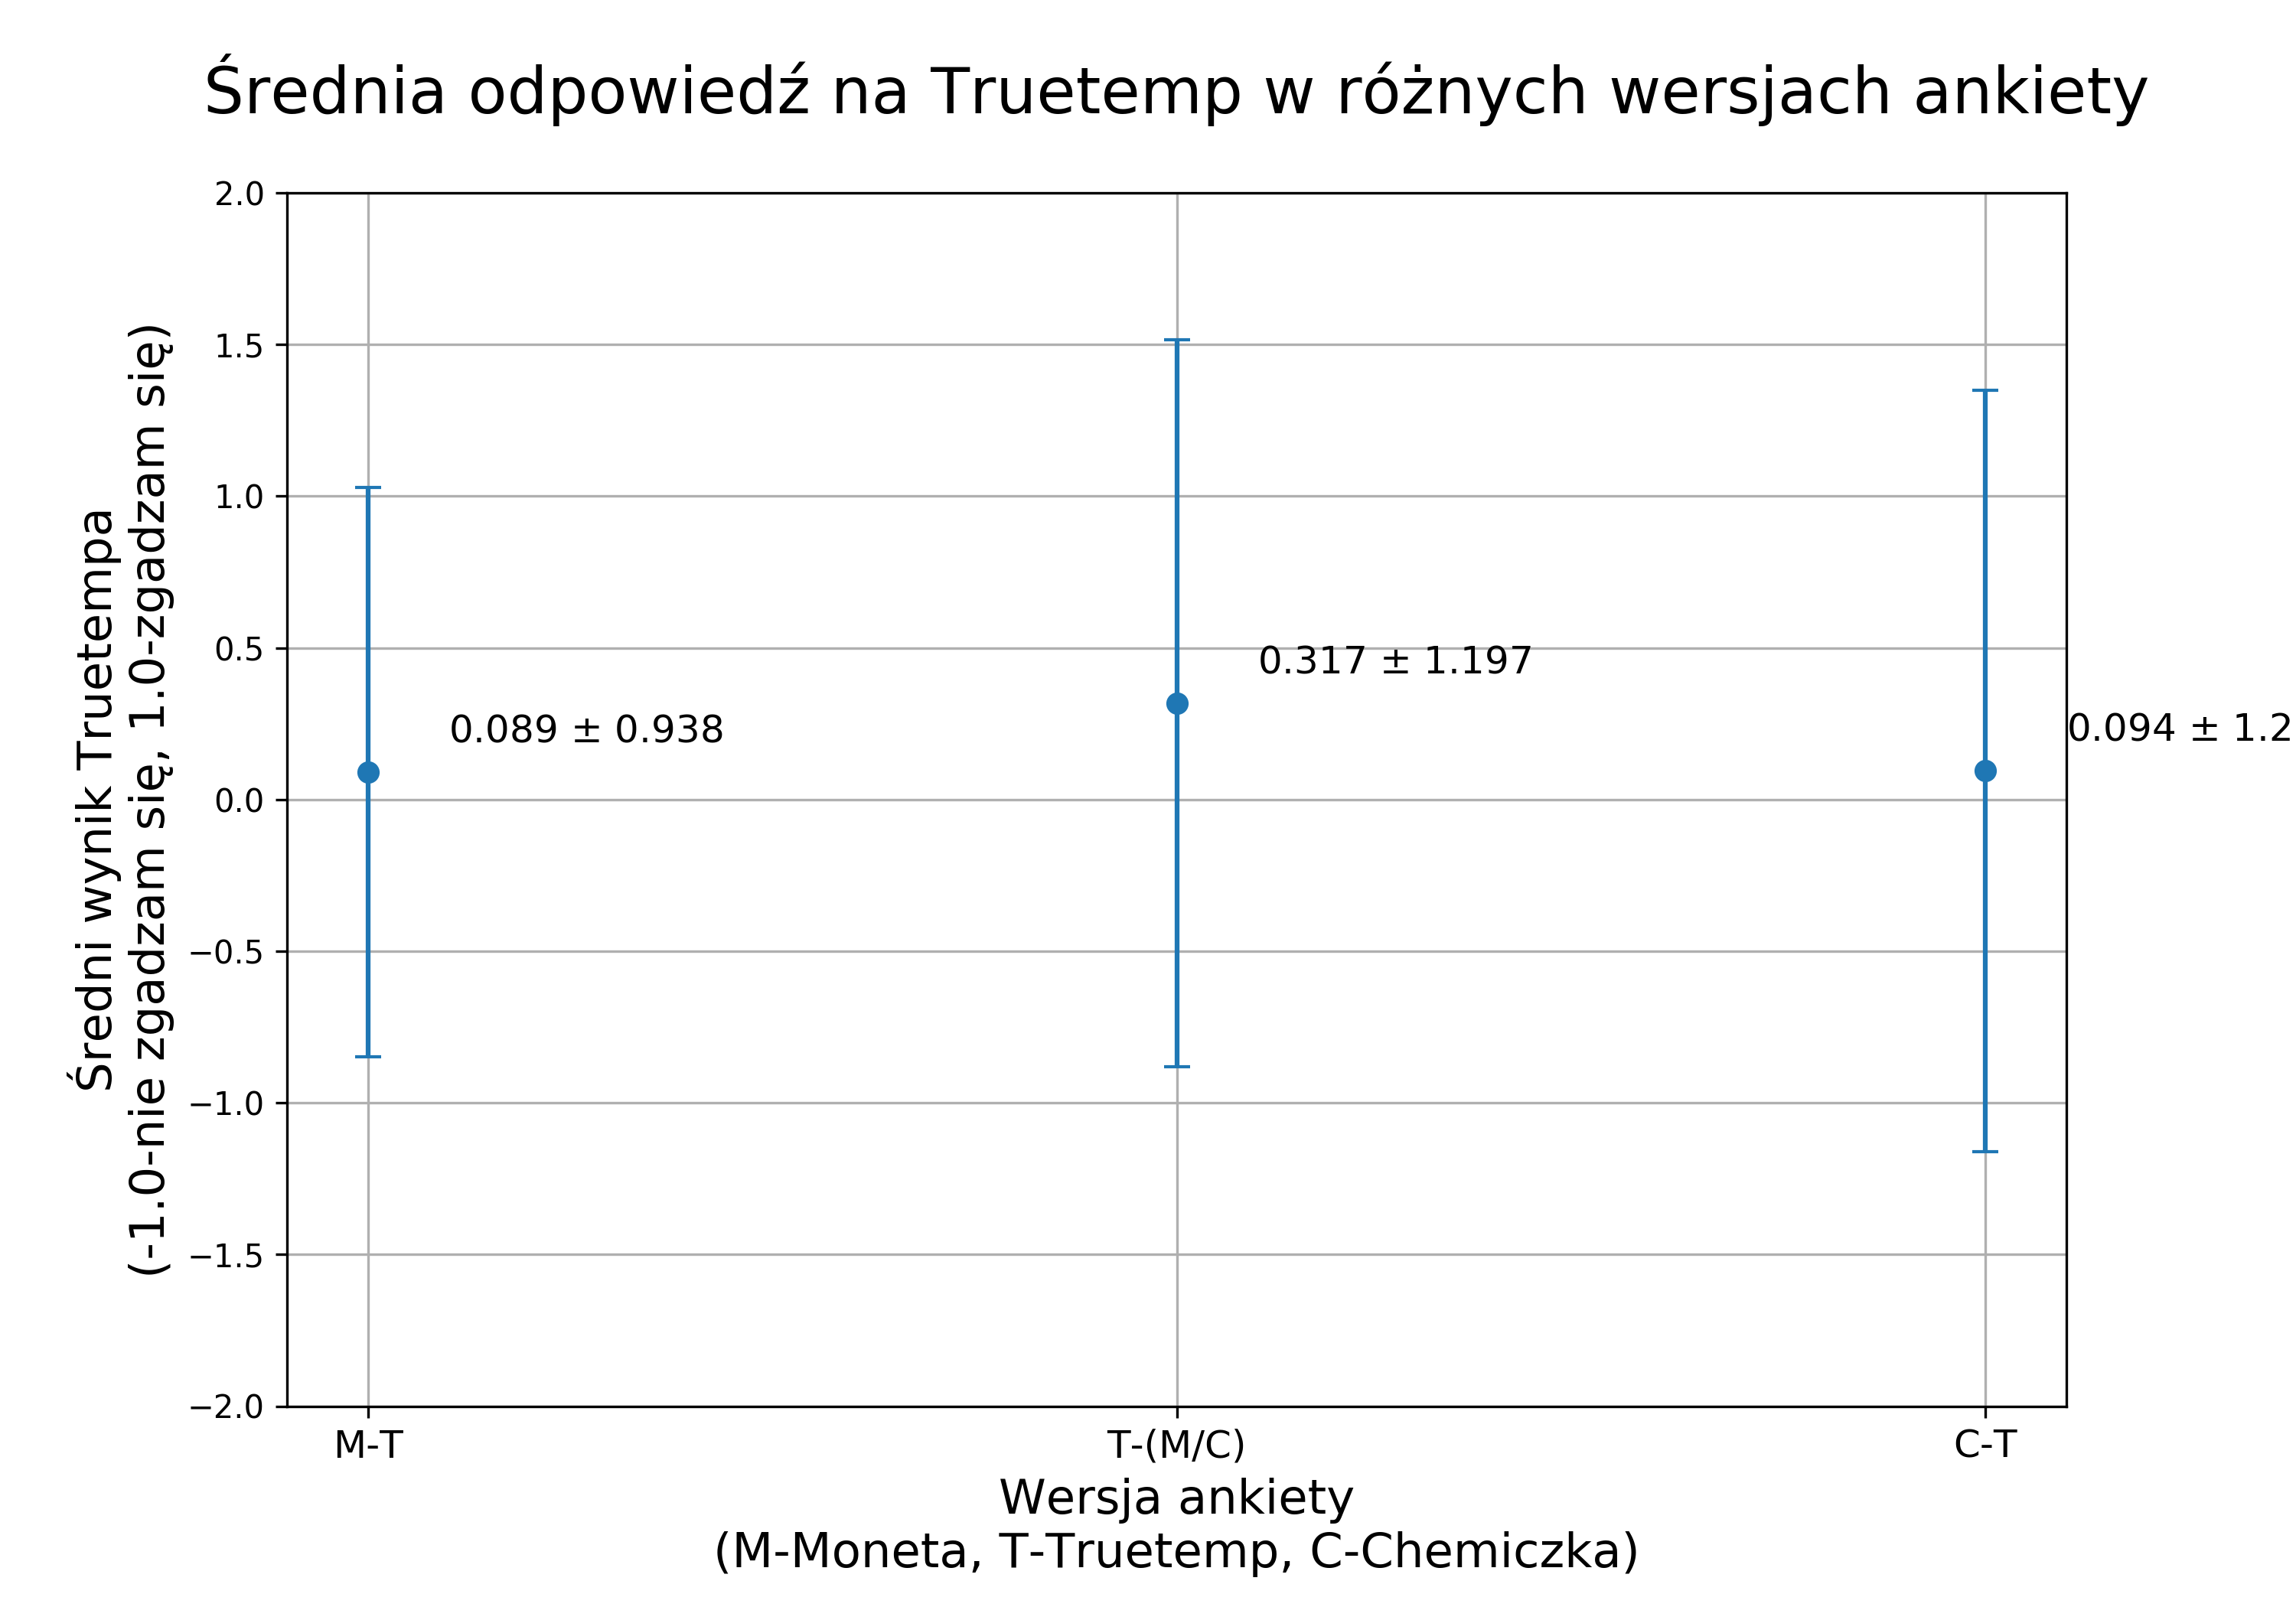 Średnia odpowiedź na Truetemp w różnych wersjach ankiety
Średni wynik Truetempa
(-1.0-nie zgadzam się, 1.0-zgadzam się)
2.0
1.5
1.0
0.5
0.0
−0.5
−1.0
−1.5
−2.0
0.089 ± 0.938
0.317 ± 1.197
0.094 ± 1.2
M-T
T-(M/C)
C-T
Wersja ankiety
(M-Moneta, T-Truetemp, C-Chemiczka)